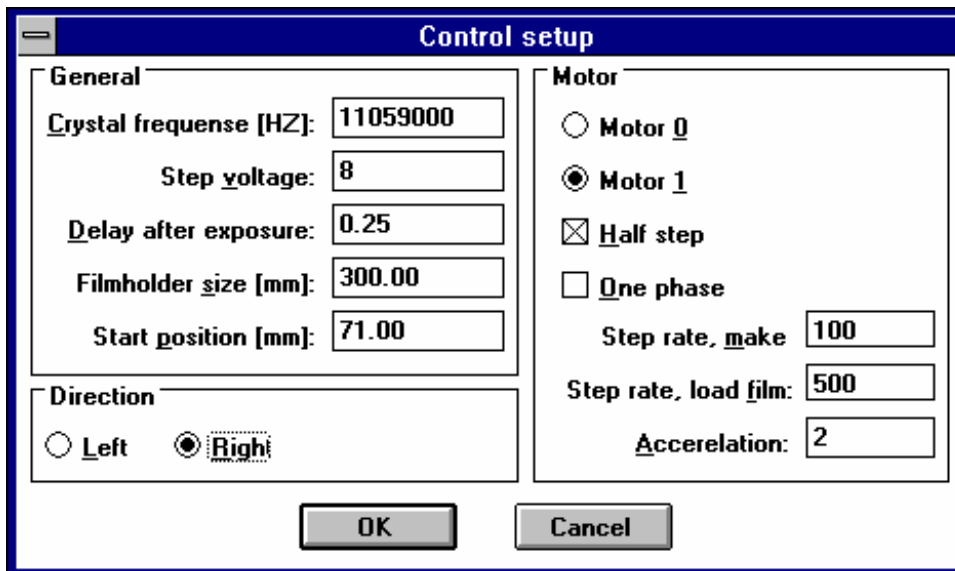 Control setup
General
Crystal frequense [HZ]: 11059000
Step voltage: 8
Delay after exposure: 0.25
Filmholder size [mm]: 300.00
Start position [mm]: 71.00
Direction
Left Righ
Motor
Motor 0
Motor 1
Half step
One phase
Step rate, make 100
Step rate, load film: 500
Accerelation: 2
OK Cancel